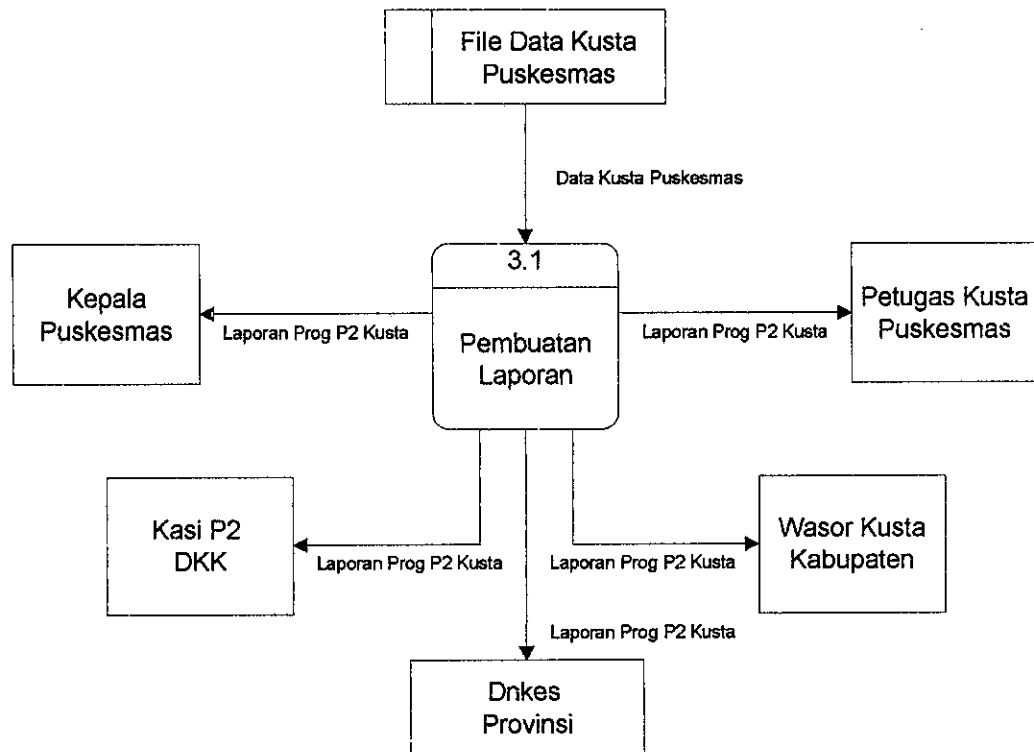 File Data Kusta
Puskesmas
Data Kusta Puskesmas
3.1
Pembuatan
Laporan
Kepala
Puskesmas
Laporan Prog P2 Kusta
Laporan Prog P2 Kusta
Petugas Kusta
Puskesmas
Kasi P2
DKK
Laporan Prog P2 Kusta
Laporan Prog P2 Kusta
Wasor Kusta
Kabupaten
Laporan Prog P2 Kusta
Dnkes
Provinsi